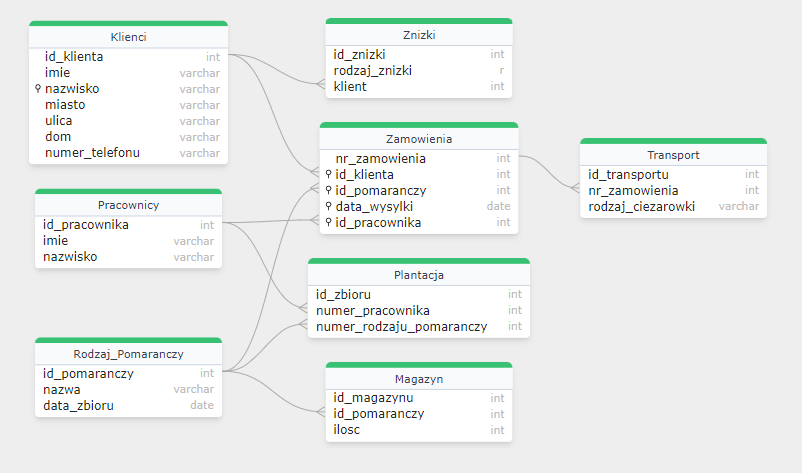 Klienci
id_klienta int
imie varchar
nazwisko varchar
miasto varchar
ulica varchar
dom varchar
numer_telefonu varchar
Znizki
id_znizki int
rodzaj_znizki r
klient int
Zamowienia
nr_zamowienia int
id_klienta int
id_pomaranczy int
data_wysylki date
id_pracownika int
Transport
id_transportu int
nr_zamowienia int
rodzaj_ciezarowki varchar
Pracownicy
id_pracownika int
imie varchar
nazwisko varchar
Plantacja
id_zbioru int
numer_pracownika int
numer_rodzaju_pomaranczy int
Rodzaj_Pomaranczy
id_pomaranczy int
nazwa varchar
data_zbioru date
Magazyn
id_magazynu int
id_pomaranczy int
ilosc int